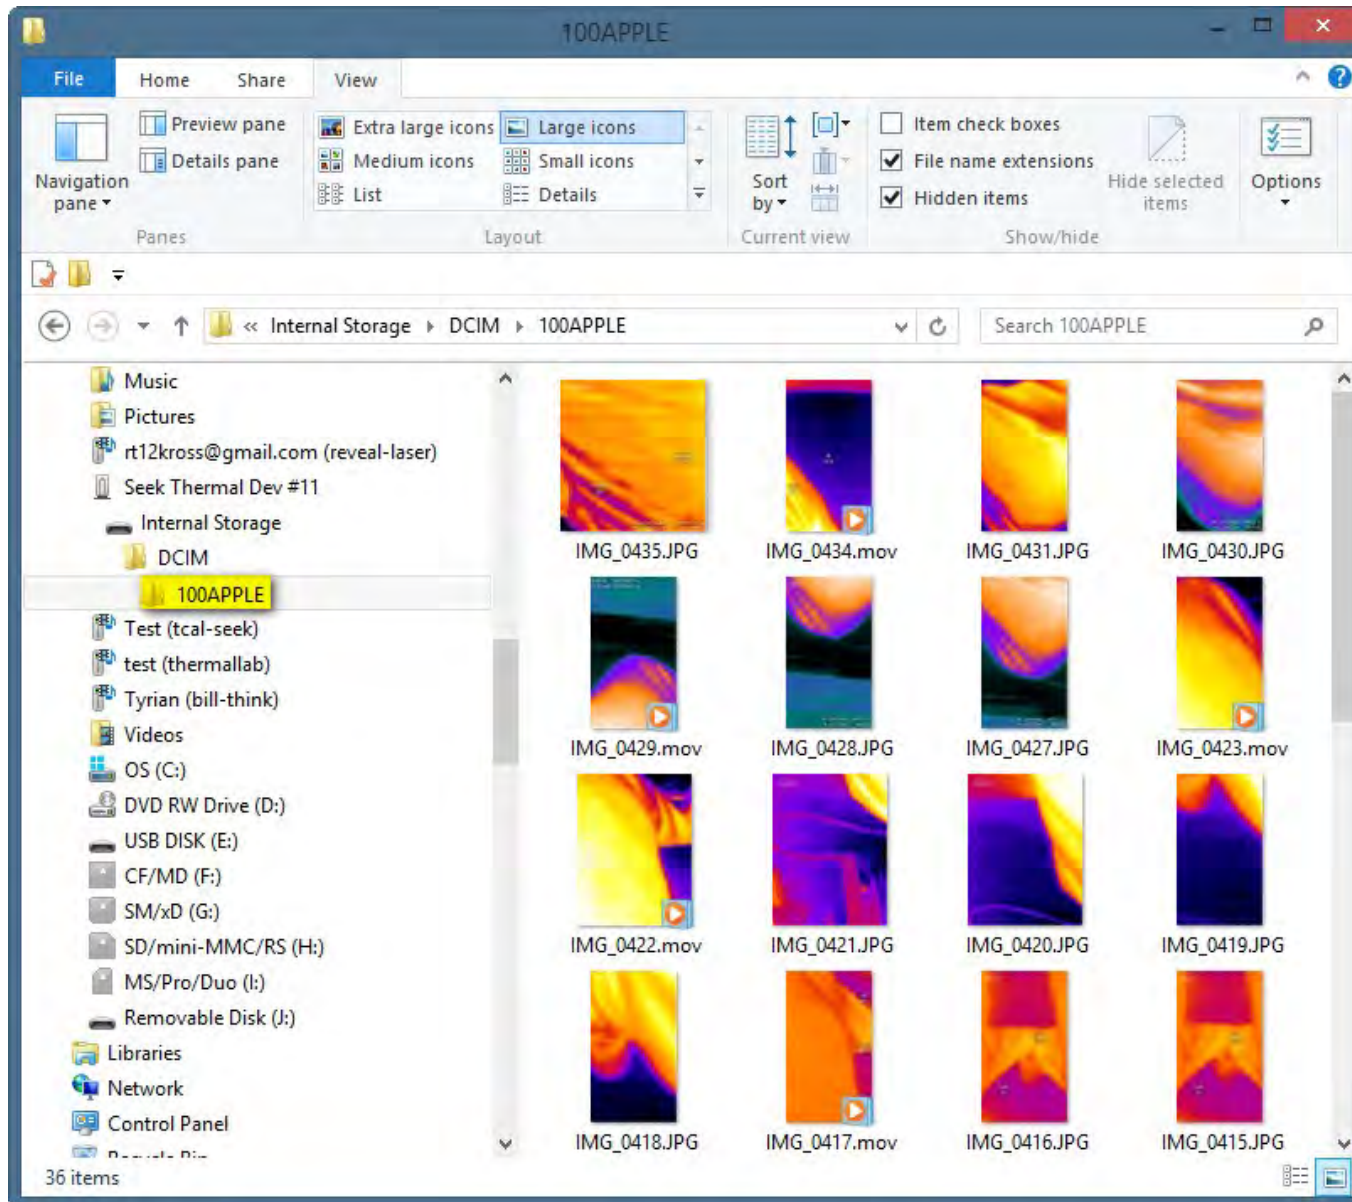 100APPLE
File Home Share View
Preview pane
Details pane
Navigation pane
Panes
Extra large icons Large icons
Medium icons Small icons
List Details
Layout
Sort by
Current view
Item check boxes
File name extensions
Hidden items
Hide selected items
Show/hide
Options
« Internal Storage DCIM 100APPLE
Search 100APPLE
Music
Pictures
rt12kross@gmail.com (reveal-laser)
Seek Thermal Dev #11
Internal Storage
DCIM
100APPLE
Test (tcal-seek)
test (thermallab)
Tyrian (bill-think)
Videos
OS (C:)
DVD RW Drive (D:)
USB DISK (E:)
CF/MD (F:)
SM/xD (G:)
SD/mini-MMC/RS (H:)
MS/Pro/Duo (I:)
Removable Disk (J:)
Libraries
Network
Control Panel
IMG_0435.JPG IMG_0434.mov IMG_0431.JPG IMG_0430.JPG
IMG_0429.mov IMG_0428.JPG IMG_0427.JPG IMG_0423.mov
IMG_0422.mov IMG_0421.JPG IMG_0420.JPG IMG_0419.JPG
IMG_0418.JPG IMG_0417.mov IMG_0416.JPG IMG_0415.JPG
36 items